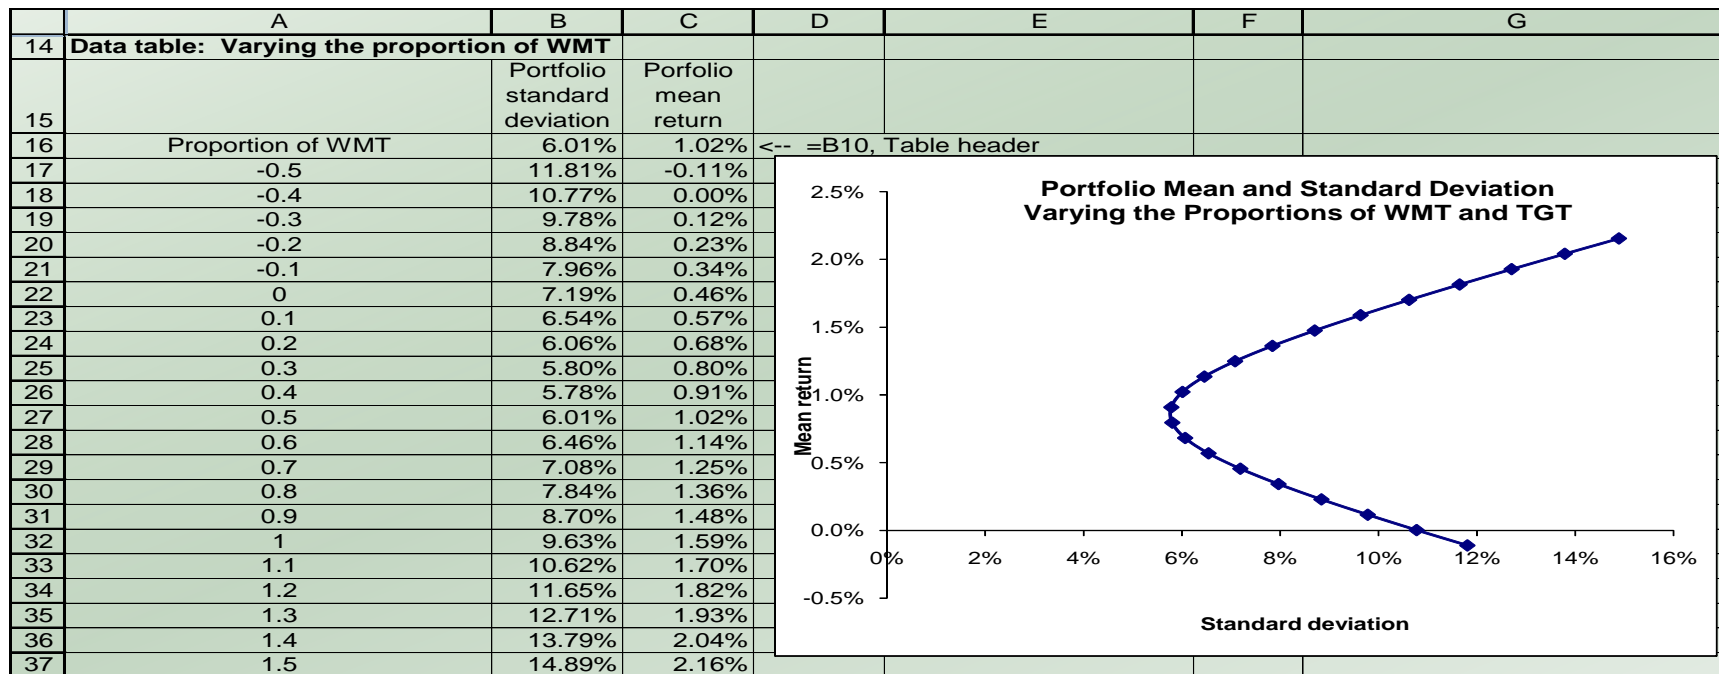 A B C D E F G
14 Data table: Varying the proportion of WMT
Portfolio Porfolio
standard mean
15 deviation return
16 Proportion of WMT 6.01% 1.02% <-- =B10, Table header
17 -0.5 11.81% -0.11%
18 -0.4 10.77% 0.00%
19 -0.3 9.78% 0.12%
20 -0.2 8.84% 0.23%
21 -0.1 7.96% 0.34%
22 0 7.19% 0.46%
23 0.1 6.54% 0.57%
24 0.2 6.06% 0.68%
25 0.3 5.80% 0.80%
26 0.4 5.78% 0.91%
27 0.5 6.01% 1.02%
28 0.6 6.46% 1.14%
29 0.7 7.08% 1.25%
30 0.8 7.84% 1.36%
31 0.9 8.70% 1.48%
32 1 9.63% 1.59%
33 1.1 10.62% 1.70%
34 1.2 11.65% 1.82%
35 1.3 12.71% 1.93%
36 1.4 13.79% 2.04%
37 1.5 14.89% 2.16%
Portfolio Mean and Standard Deviation
Varying the Proportions of WMT and TGT
2.5%
2.0%
1.5%
1.0%
0.5%
0.0%
-0.5%
Mean return
0% 2% 4% 6% 8% 10% 12% 14% 16%
Standard deviation